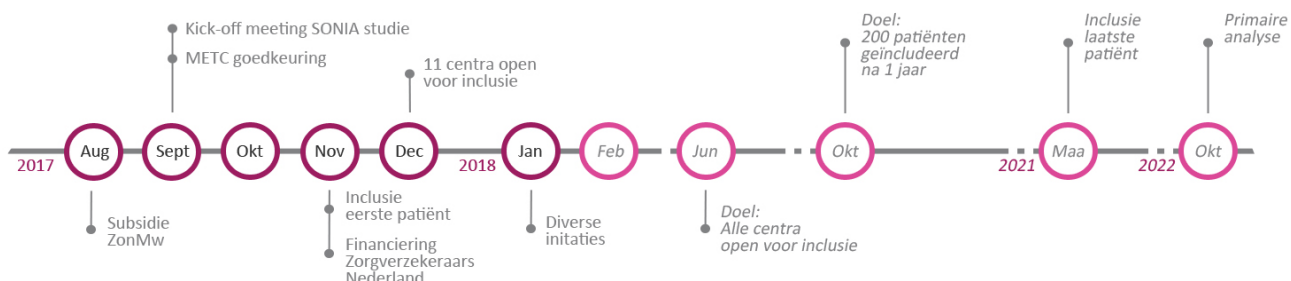 Kick-off meeting SONIA studie
METC goedkeuring
11 centra open
voor inclusie
Doel:
200 patiënten
geïncludeerd
na 1 jaar
Inclusie
laatste
patiënt
Primaire
analyse
2017
Aug
Sept
Okt
Nov
Dec
2018
Jan
Feb
Jun
Okt
2021
Maa
2022
Okt
Subsidie
ZonMw
Inclusie
eerste patiënt
Financiering
Zorgverzekeraars
Nederland
Diverse
initaties
Doel:
Alle centra
open voor inclusie